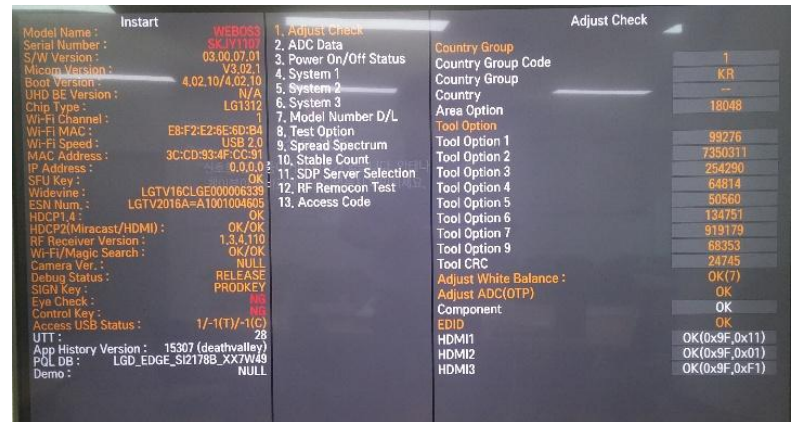 Instart
Model Name : WEBOS3
Serial Number : SKJY1107
S/W Version : 03.00.07.01
Micom Version : V3.02.1
Boot Version : 4.02.10/4.02.10
UHD BE Version : N/A
Chip Type : LG1312
Wi-Fi Channel : 1
Wi-Fi MAC : E8:F2:E2:6E:6D:B4
Wi-Fi Speed : USB 2.0
MAC Address : 3C:CD:93:4F:CC:91
IP Address : 0.0.0.0
SFU Key : OK
Widevine : LGTV16CLGE000006339
ESN Num. : LGTV2016A=A1001004605
HDCP1.4 : OK
HDCP2(Miracast/HDMI) : OK/OK
RF Receiver Version : 1.3.4.110
Wi-Fi/Magic Search : OK/OK
Camera Ver. : NULL
Debug Status : RELEASE
SIGN Key : PRODKEY
Eye Check : NG
Control Key : NG
Access USB Status : 1/-1(T)/-1(C)
UTT : 28
App History Version : 15307 (deathvalley)
PQL DB : LGD_EDGE_SI2178B_XX7W49
Demo : NULL
1. Adjust Check
2. ADC Data
3. Power On/Off Status
4. System 1
5. System 2
6. System 3
7. Model Number D/L
8. Test Option
9. Spread Spectrum
10. Stable Count
11. SDP Server Selection
12. RF Remocon Test
13. Access Code
Adjust Check
Country Group
Country Group Code 1
Country Group KR
Country --
Area Option 18048
Tool Option
Tool Option 1 99276
Tool Option 2 7350311
Tool Option 3 254290
Tool Option 4 64814
Tool Option 5 50560
Tool Option 6 134751
Tool Option 7 919179
Tool Option 9 68353
Tool CRC 24745
Adjust White Balance : OK(7)
Adjust ADC(OTP) OK
Component OK
EDID OK
HDMI1 OK(0x9F,0x11)
HDMI2 OK(0x9F,0x01)
HDMI3 OK(0x9F,0xF1)